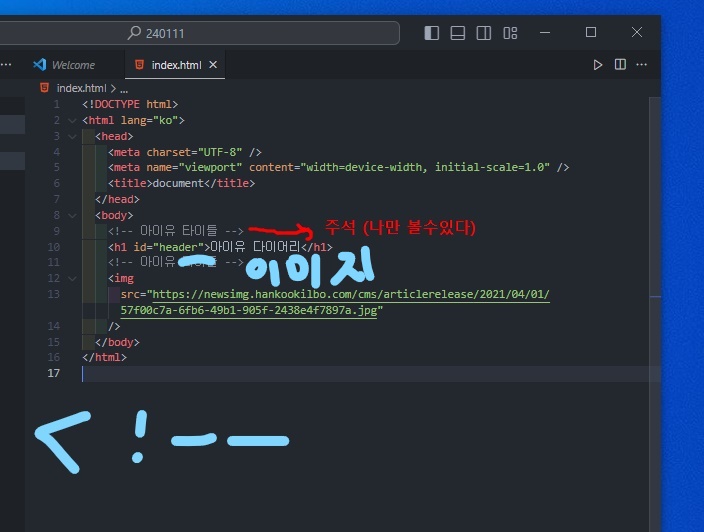 240111
Welcome
index.html
index.html > ...
1 <!DOCTYPE html>
2 <html lang="ko">
3 <head>
4 <meta charset="UTF-8" />
5 <meta name="viewport" content="width=device-width, initial-scale=1.0" />
6 <title>document</title>
7 </head>
8 <body>
9 <!-- 아이유 타이틀 --> 주석 (나만 볼수있다)
10 <h1 id="header">아이유 다이어리</h1>
11 <!-- 아이유 --> 이미지
12 <img
13 src="https://newsimg.hankookilbo.com/cms/articlerelease/2021/04/01/
57f00c7a-6fb6-49b1-905f-2438e4f7897a.jpg"
14 />
15 </body>
16 </html>
17
<!--